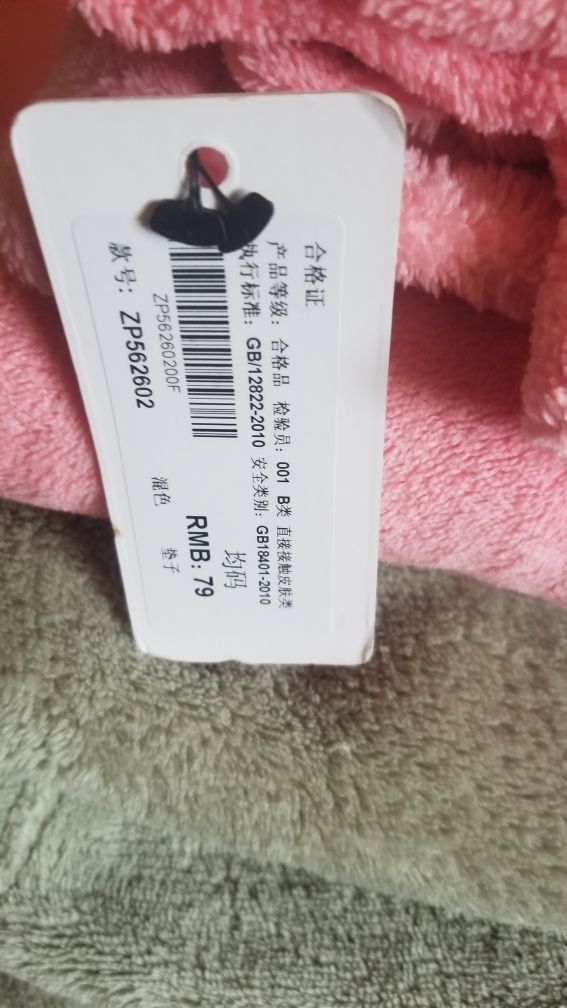 合格证
产品等级：合格品 检验员：001 B类 直接接触皮肤类
执行标准：GB/12822-2010 安全类别：GB18401-2010
均码
ZP56260200F
RMB: 79
款号：ZP562602 混色 垫子